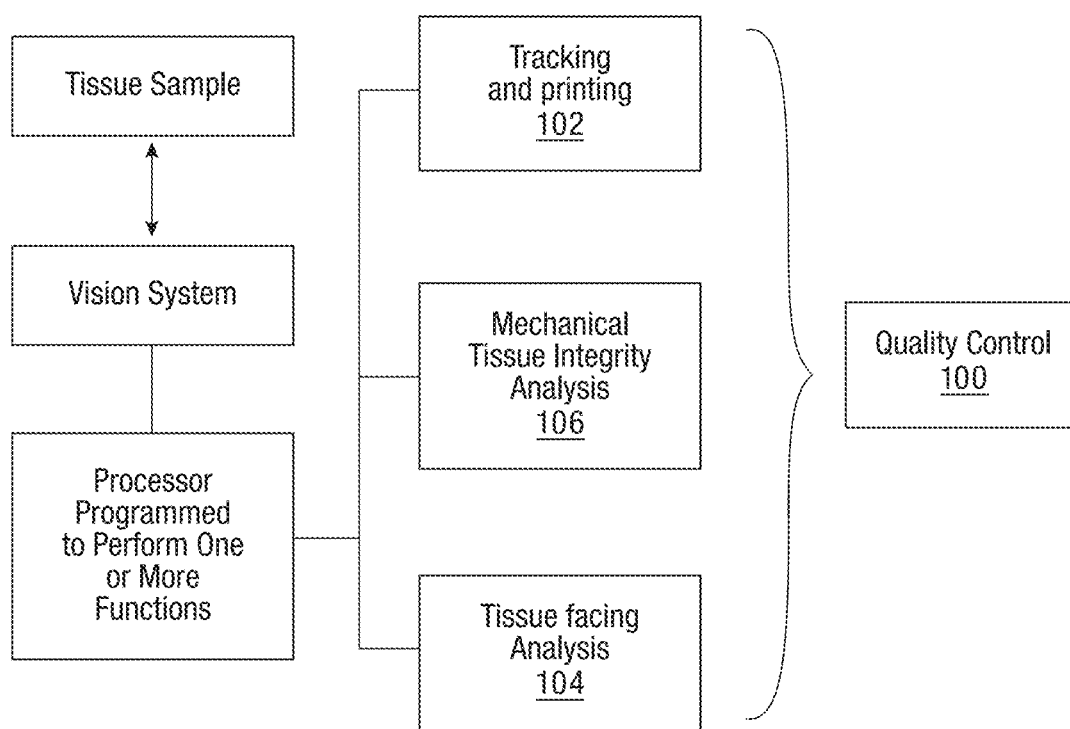 Tissue Sample
Vision System
Processor
Programmed
to Perform One
or More
Functions
Tracking
and printing
102
Mechanical
Tissue Integrity
Analysis
106
Tissue facing
Analysis
104
Quality Control
100